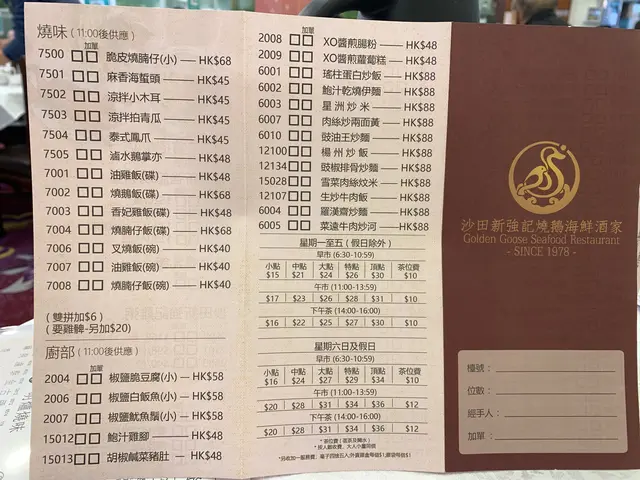 燒味 (11:00後供應)
加單
7500 脆皮燒腩仔(小) HK$68
7501 麻香海蜇頭 HK$45
7502 涼拌小木耳 HK$45
7503 涼拌拍青瓜 HK$45
7504 泰式鳳爪 HK$45
7505 滷水鵝掌亦 HK$48
7001 油雞飯(碟) HK$48
7002 燒鵝飯(碟) HK$68
7003 香妃雞飯(碟) HK$48
7004 燒腩仔飯(碟) HK$68
7006 叉燒飯(碗) HK$40
7007 油雞飯(碗) HK$40
7008 燒腩仔飯(碗) HK$40
(雙拼加$6)
(要雞髀-另加$20)
廚部 (11:00後供應)
加單
2004 椒鹽脆豆腐(小) HK$58
2006 椒鹽白飯魚(小) HK$58
2007 椒鹽魷魚鬚(小) HK$58
15012 鮑汁雞腳 HK$48
15013 胡椒鹹菜豬肚 HK$48
加單
2008 XO醬煎腸粉 HK$48
2009 XO醬煎蘿蔔糕 HK$48
6001 瑤柱蛋白炒飯 HK$88
6002 鮑汁乾燒伊麵 HK$88
6003 星洲炒米 HK$88
6007 肉絲炒兩面黃 HK$88
6010 豉油王炒麵 HK$88
12100 楊州炒飯 HK$88
12134 豉椒排骨炒麵 HK$88
15028 雪菜肉絲炆米 HK$88
12107 生炒牛肉飯 HK$88
6004 羅漢齋炒麵 HK$88
6005 菜遠牛肉炒河 HK$88
星期一至五 (假日除外)
早市 (6:30-10:59)
小點 中點 大點 特點 頂點 茶位費
$15 $21 $24 $26 $30 $10
午市 (11:00-13:59)
$17 $23 $26 $28 $31 $10
下午茶 (14:00-16:00)
$16 $22 $25 $27 $30 $10
星期六日及假日
早市 (6:30-10:59)
小點 中點 大點 特點 頂點 茶位費
$16 $24 $27 $29 $34 $10
午市 (11:00-13:59)
$20 $28 $31 $34 $36 $12
下午茶 (14:00-16:00)
$20 $28 $31 $34 $36 $12
沙田新強記燒鵝海鮮酒家
Golden Goose Seafood Restaurant
- SINCE 1978 -
檯號：
位數：
經手人：
加單：